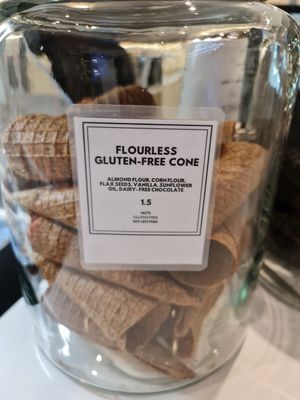 FLOURLESS
GLUTEN-FREE CONE
ALMOND FLOUR, CORN FLOUR,
FLAX SEEDS, VANILLA, SUNFLOWER
OIL, DAIRY-FREE CHOCOLATE
1.5
NUTS
GLUTEN FREE
SOY LECITHIN